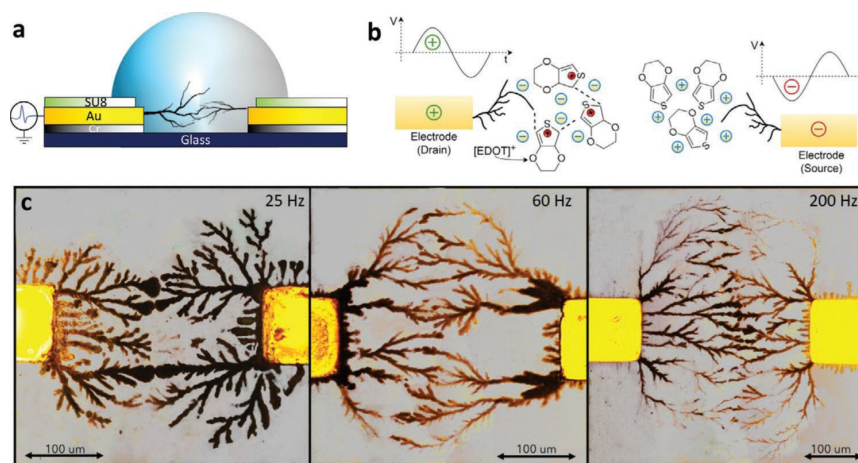 a
SU8
Au
Cr
Glass
b
V
+
t
Electrode
(Drain)
[EDOT]+
S
S
S
O
O
O
O
O
O
O
O
O
O
O
O
S
S
S
V
t
Electrode
(Source)
c
25 Hz
60 Hz
200 Hz
100 um
100 um
100 um